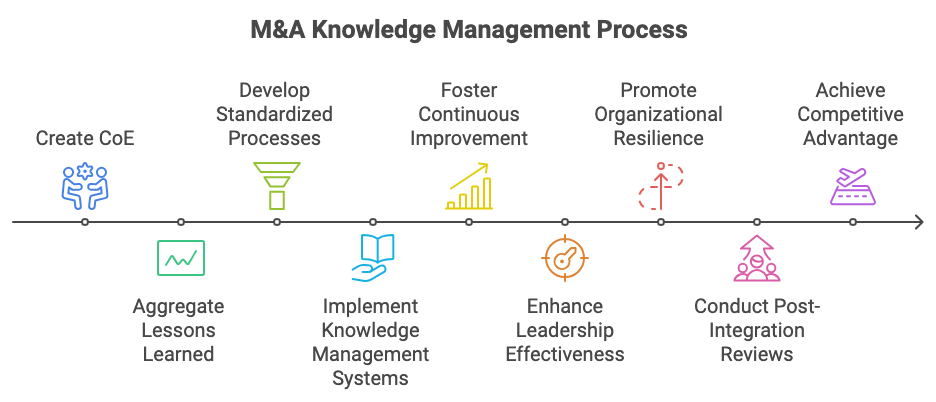 M&A Knowledge Management Process
Create CoE
Aggregate
Lessons
Learned
Develop
Standardized
Processes
Implement
Knowledge
Management
Systems
Foster
Continuous
Improvement
Enhance
Leadership
Effectiveness
Promote
Organizational
Resilience
Conduct Post-
Integration
Reviews
Achieve
Competitive
Advantage